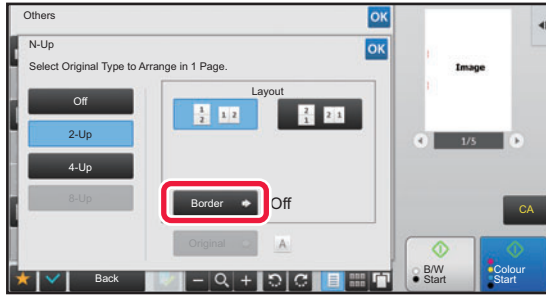 Others
OK
N-Up
OK
Select Original Type to Arrange in 1 Page.
Off
2-Up
4-Up
8-Up
Layout
1 2 1 2
2 1 2 1
Border
Off
Original
A
Image
1/5
CA
B/W
Start
Colour
Start
Back